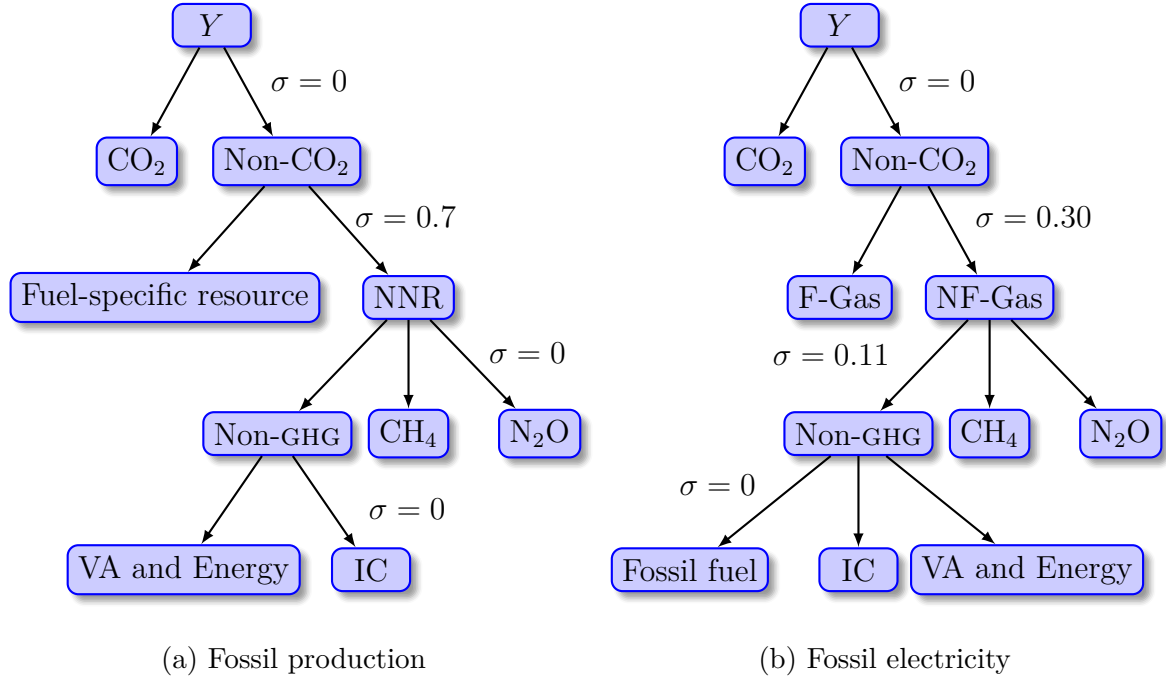 Y
σ = 0
CO₂
Non-CO₂
σ = 0.7
Fuel-specific resource
NNR
σ = 0
Non-GHG
CH₄
N₂O
σ = 0
VA and Energy
IC
(a) Fossil production
Y
σ = 0
CO₂
Non-CO₂
σ = 0.30
F-Gas
NF-Gas
σ = 0.11
Non-GHG
CH₄
N₂O
σ = 0
Fossil fuel
IC
VA and Energy
(b) Fossil electricity